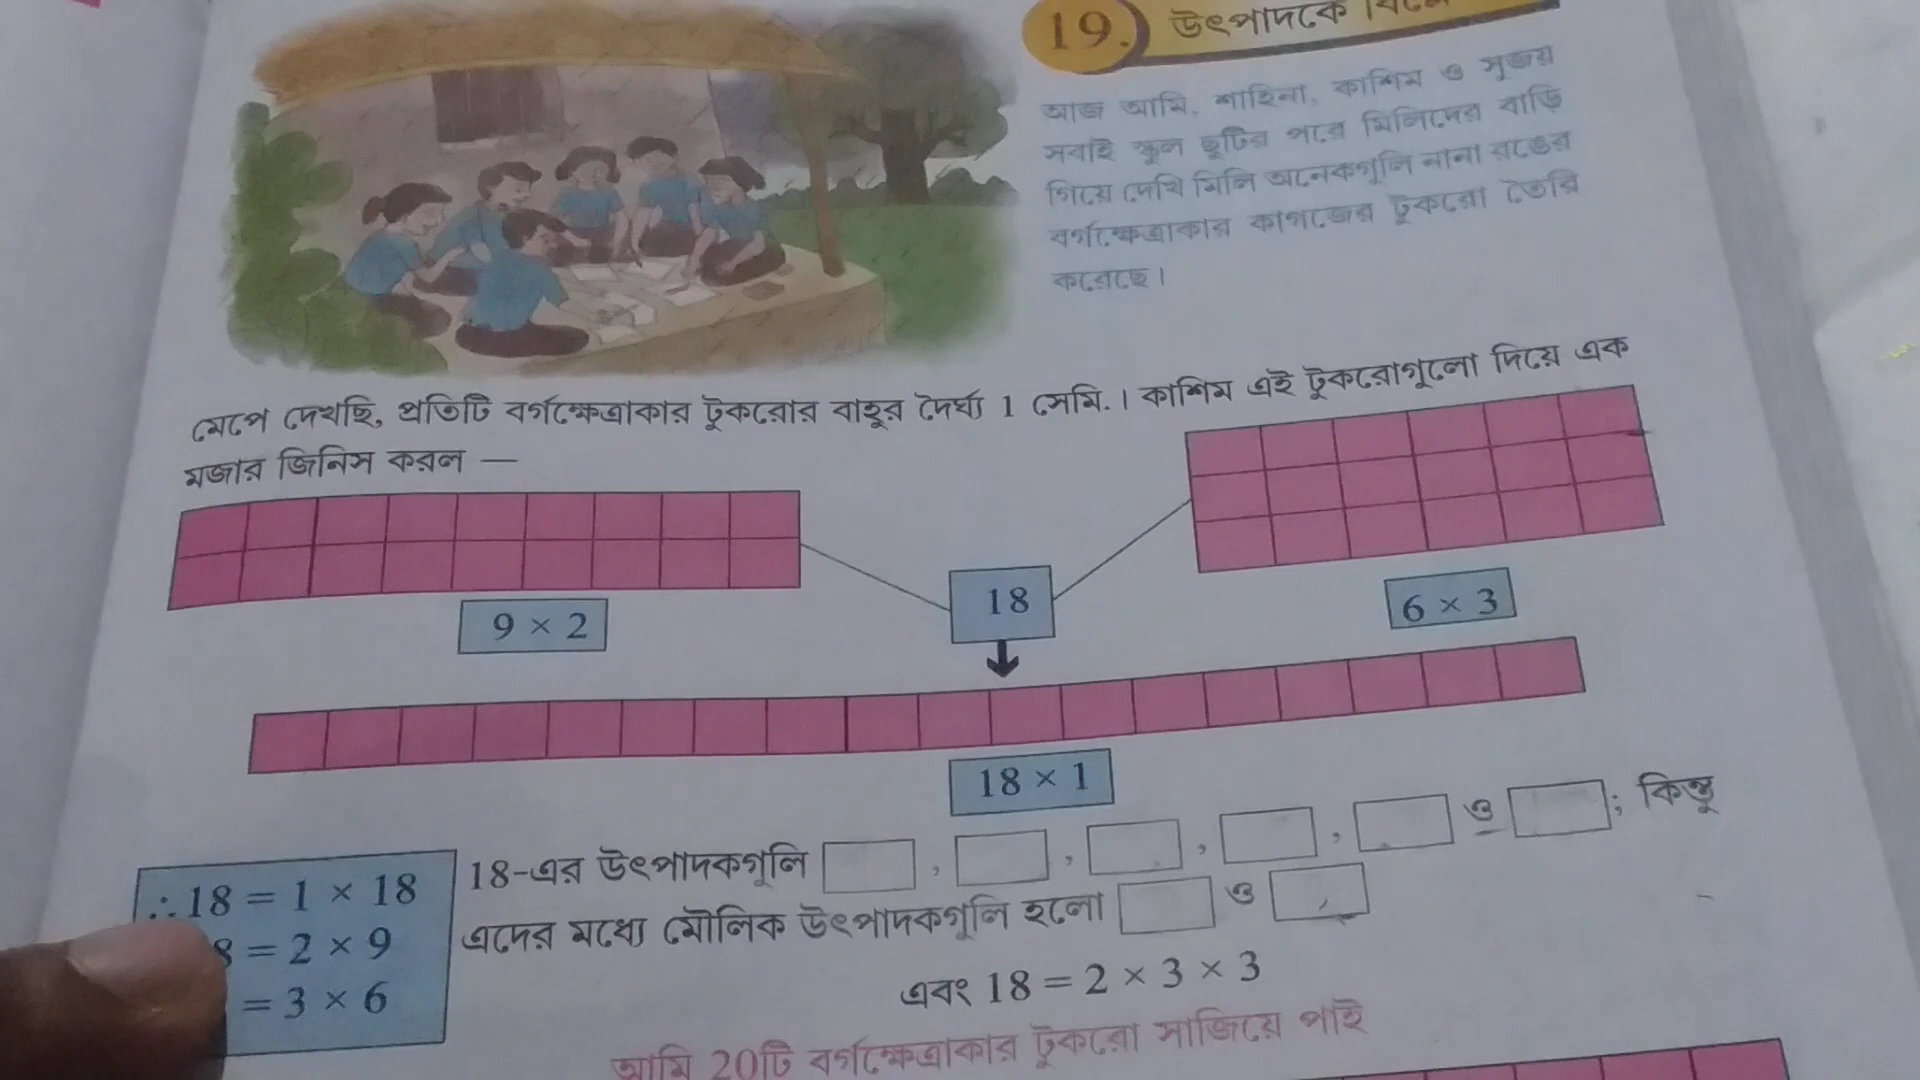 19. উৎপাদকে
আজ আমি, শাহিনা, কাশিম ও সুজয়
সবাই স্কুল ছুটির পরে মিলিদের বাড়ি
গিয়ে দেখি মিলি অনেকগুলি নানা রঙের
বর্গক্ষেত্রাকার কাগজের টুকরো তৈরি
করেছে।
মেপে দেখছি, প্রতিটি বর্গক্ষেত্রাকার টুকরোর বাহুর দৈর্ঘ্য 1 সেমি.। কাশিম এই টুকরোগুলো দিয়ে এক
মজার জিনিস করল —
9 × 2
18
6 × 3
18 × 1
18-এর উৎপাদকগুলি , , , , ও ; কিন্তু
এদের মধ্যে মৌলিক উৎপাদকগুলি হলো ও
এবং 18 = 2 × 3 × 3
∴ 18 = 1 × 18
8 = 2 × 9
= 3 × 6
আমি 20টি বর্গক্ষেত্রাকার টুকরো সাজিয়ে পাই